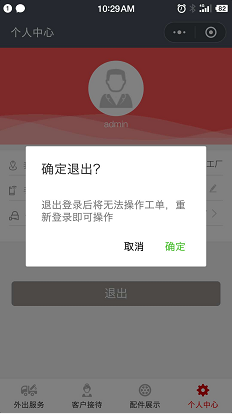 10:29AM
62
个人中心
admin
工厂
确定退出?
退出登录后将无法操作工单，重
新登录即可操作
取消 确定
退出
外出服务 客户接待 配件展示 个人中心